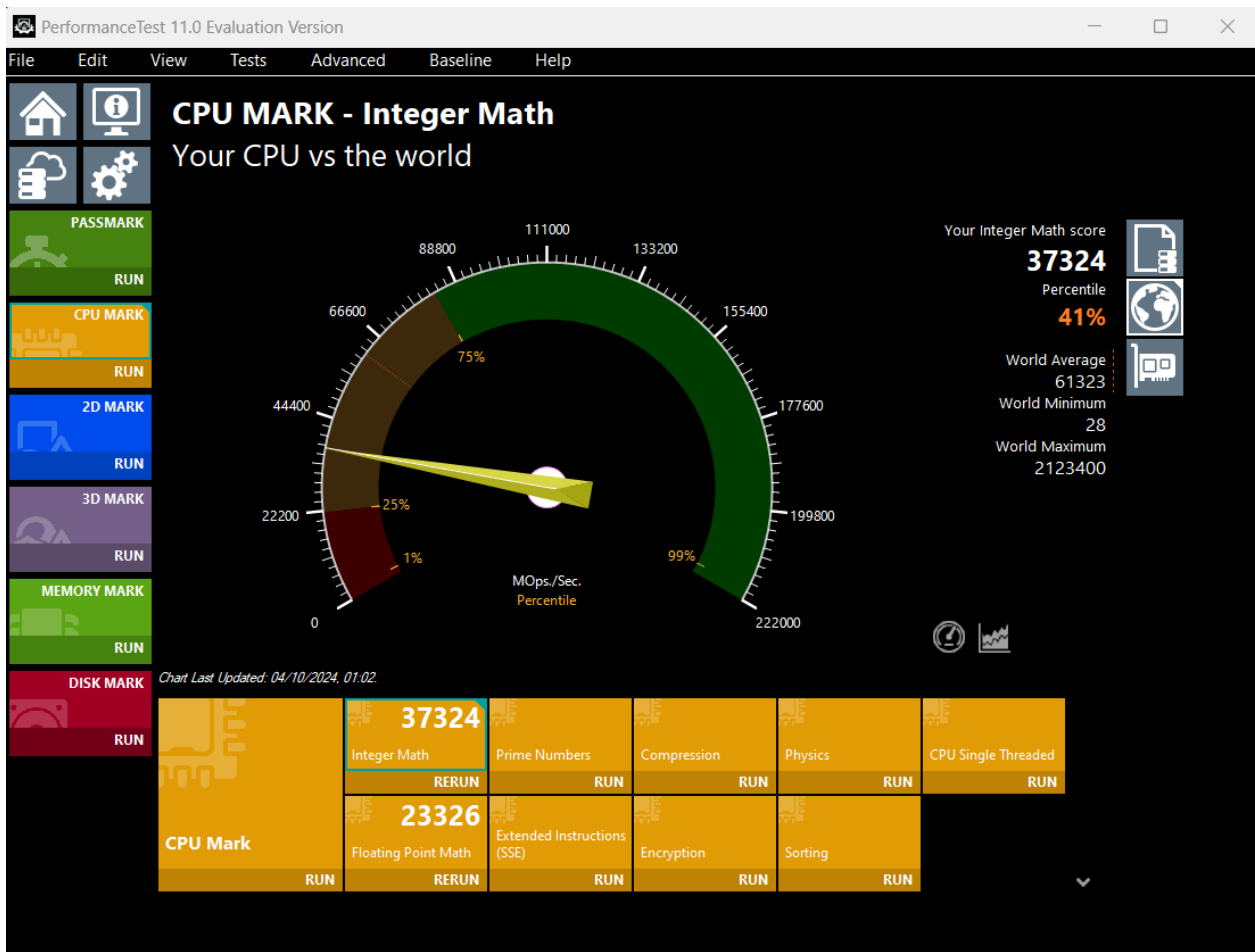 PerformanceTest 11.0 Evaluation Version
File Edit View Tests Advanced Baseline Help
CPU MARK - Integer Math
Your CPU vs the world
PASSMARK
RUN
CPU MARK
RUN
2D MARK
RUN
3D MARK
RUN
MEMORY MARK
RUN
DISK MARK
RUN
0
22200
44400
66600
88800
111000
133200
155400
177600
199800
222000
1%
25%
75%
99%
MOps./Sec.
Percentile
Your Integer Math score
37324
Percentile
41%
World Average
61323
World Minimum
28
World Maximum
2123400
Chart Last Updated: 04/10/2024, 01:02.
CPU Mark
RUN
37324
Integer Math
RERUN
Prime Numbers
RUN
Compression
RUN
Physics
RUN
CPU Single Threaded
RUN
23326
Floating Point Math
RERUN
Extended Instructions
(SSE)
RUN
Encryption
RUN
Sorting
RUN